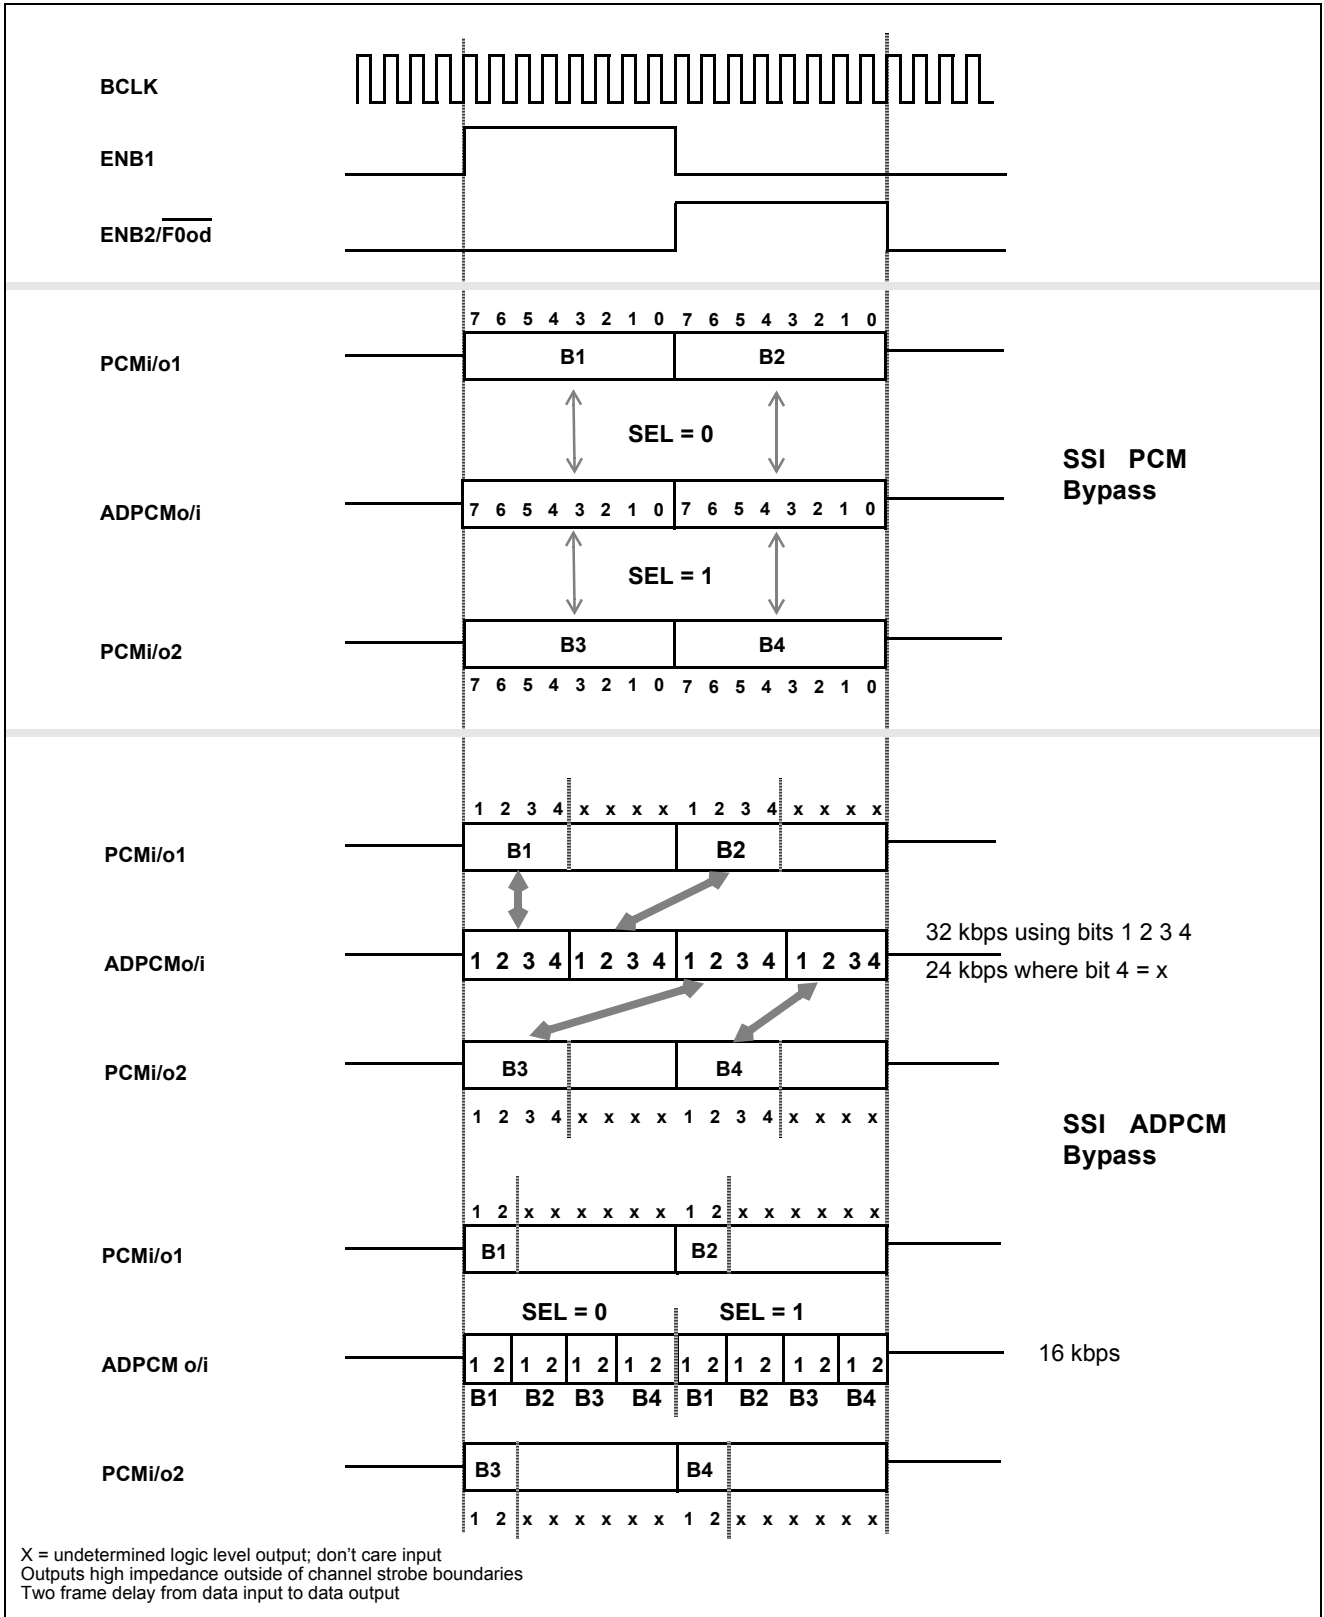 BCLK
ENB1
ENB2/F0od
7 6 5 4 3 2 1 0 7 6 5 4 3 2 1 0
PCMi/o1
B1 B2
SEL = 0
SSI PCM
Bypass
ADPCMo/i
7 6 5 4 3 2 1 0 7 6 5 4 3 2 1 0
SEL = 1
PCMi/o2
B3 B4
7 6 5 4 3 2 1 0 7 6 5 4 3 2 1 0
1 2 3 4 x x x x 1 2 3 4 x x x x
PCMi/o1
B1 B2
32 kbps using bits 1 2 3 4
ADPCMo/i
1 2 3 4 1 2 3 4 1 2 3 4 1 2 3 4
24 kbps where bit 4 = x
PCMi/o2
B3 B4
1 2 3 4 x x x x 1 2 3 4 x x x x
SSI ADPCM
Bypass
1 2 x x x x x x 1 2 x x x x x x
PCMi/o1
B1 B2
SEL = 0 SEL = 1
ADPCM o/i
1 2 1 2 1 2 1 2 1 2 1 2 1 2 1 2
16 kbps
B1 B2 B3 B4 B1 B2 B3 B4
PCMi/o2
B3 B4
1 2 x x x x x x 1 2 x x x x x x
X = undetermined logic level output; don't care input
Outputs high impedance outside of channel strobe boundaries
Two frame delay from data input to data output